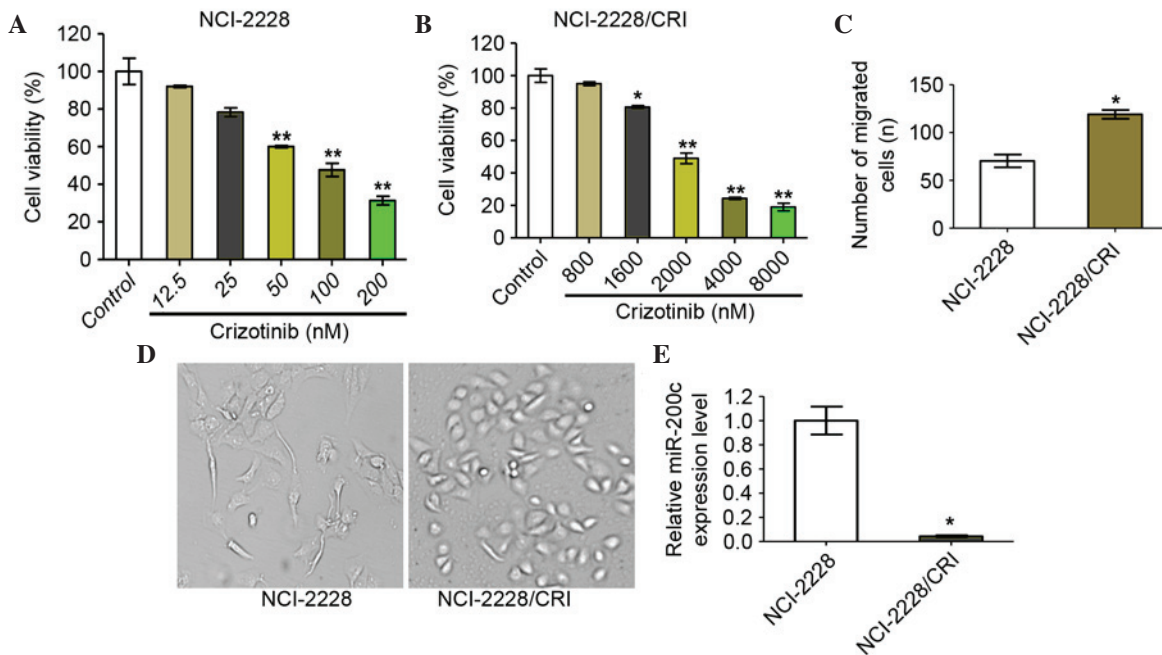 A
NCI-2228
Cell viability (%)
120
100
80
60
40
20
0
**
**
**
Control
12.5
25
50
100
200
Crizotinib (nM)
B
NCI-2228/CRI
Cell viability (%)
120
100
80
60
40
20
0
*
**
**
**
Control
800
1600
2000
4000
8000
Crizotinib (nM)
C
Number of migrated
cells (n)
150
100
50
0
*
NCI-2228
NCI-2228/CRI
D
NCI-2228
NCI-2228/CRI
E
Relative miR-200c
expression level
1.2
1.0
0.8
0.6
0.4
0.2
0.0
*
NCI-2228
NCI-2228/CRI